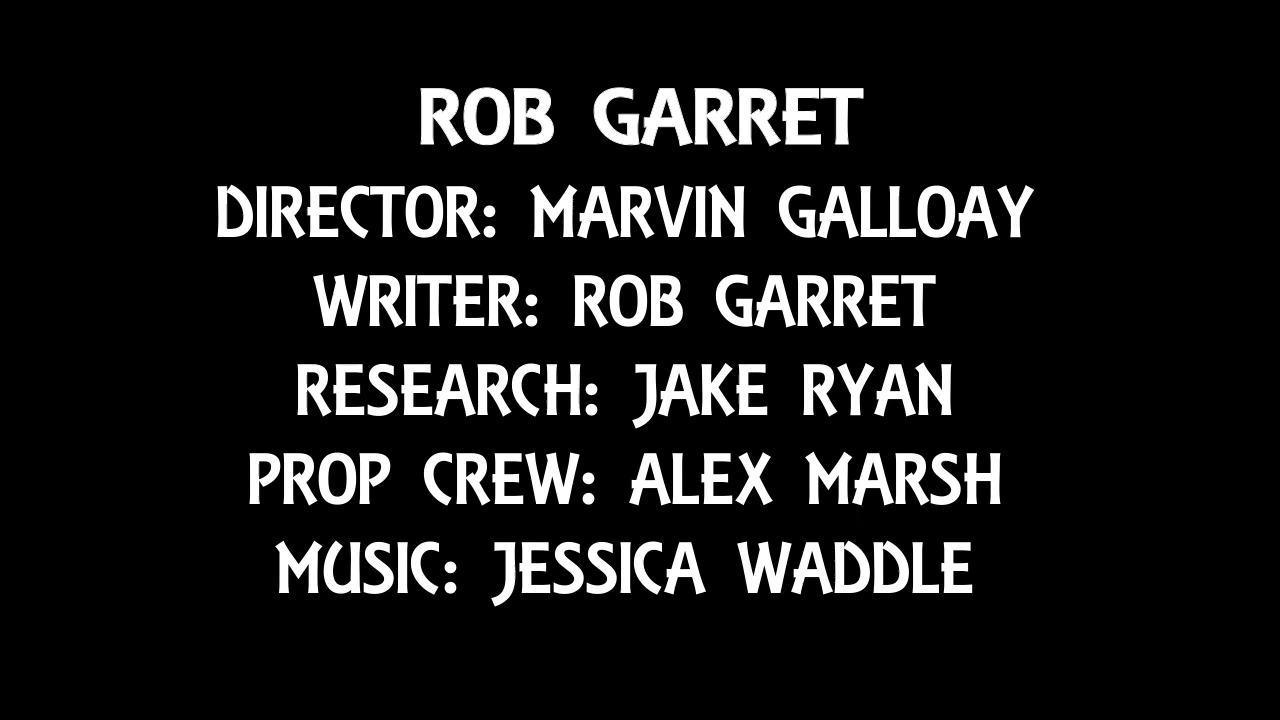 ROB GARRET
DIRECTOR: MARVIN GALLOAY
WRITER: ROB GARRET
RESEARCH: JAKE RYAN
PROP CREW: ALEX MARSH
MUSIC: JESSICA WADDLE